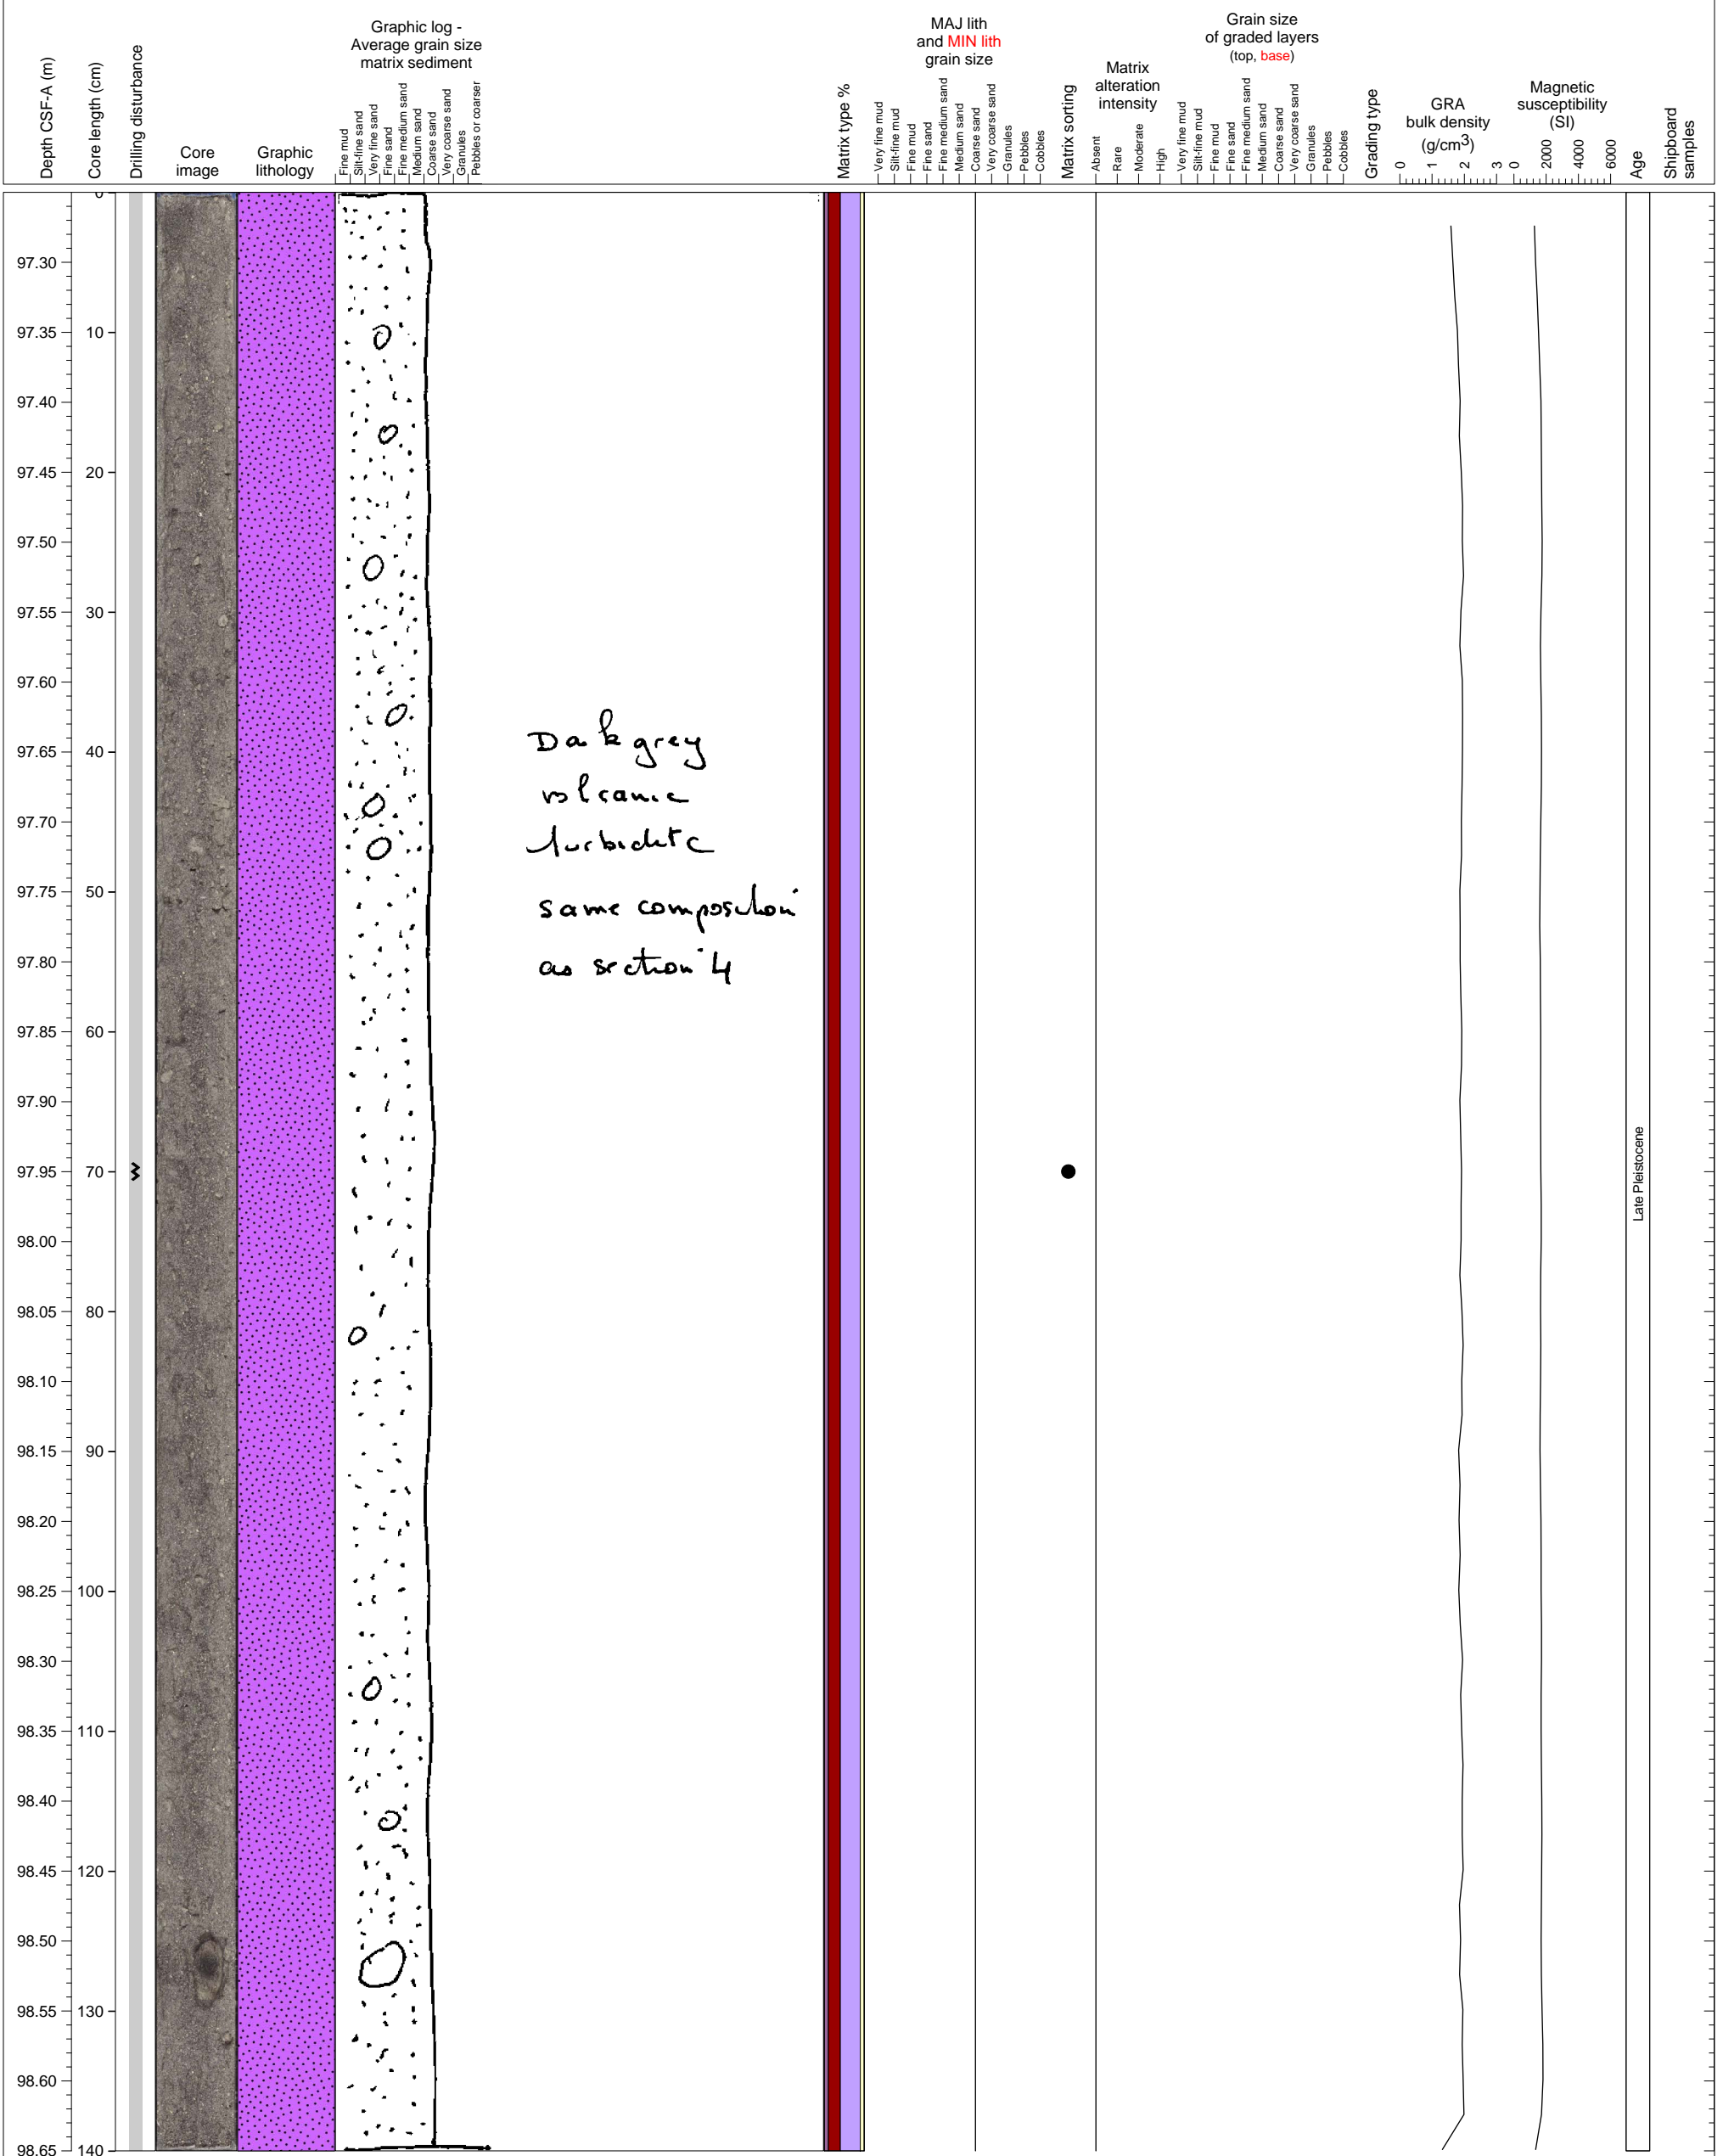 Graphic log -
Average grain size
matrix sediment
MAJ lith
and MIN lith
grain size
Grain size
of graded layers
(top, base)
Matrix
alteration
intensity
GRA
bulk density
(g/cm3)
Magnetic
susceptibility
(SI)
Depth CSF-A (m)
Core length (cm)
Drilling disturbance
Core
image
Graphic
lithology
Fine mud
Silt-fine sand
Very fine sand
Fine sand
Fine medium sand
Medium sand
Coarse sand
Very coarse sand
Granules
Pebbles or coarser
Matrix type %
Very fine mud
Silt-fine mud
Fine mud
Fine sand
Fine medium sand
Medium sand
Coarse sand
Very coarse sand
Granules
Pebbles
Cobbles
Matrix sorting
Absent
Rare
Moderate
High
Very fine mud
Silt-fine mud
Fine mud
Fine sand
Fine medium sand
Medium sand
Coarse sand
Very coarse sand
Granules
Pebbles
Cobbles
Grading type
0 1 2 3
0 2000 4000 6000
Age
Shipboard
samples
0
97.30
97.35 10
97.40
97.45 20
97.50
97.55 30
97.60
97.65 40
97.70
97.75 50
97.80
97.85 60
97.90
97.95 70
98.00
98.05 80
98.10
98.15 90
98.20
98.25 100
98.30
98.35 110
98.40
98.45 120
98.50
98.55 130
98.60
98.65 140
Dark grey
volcanic
turbidite
same composition
as section 4
Late Pleistocene